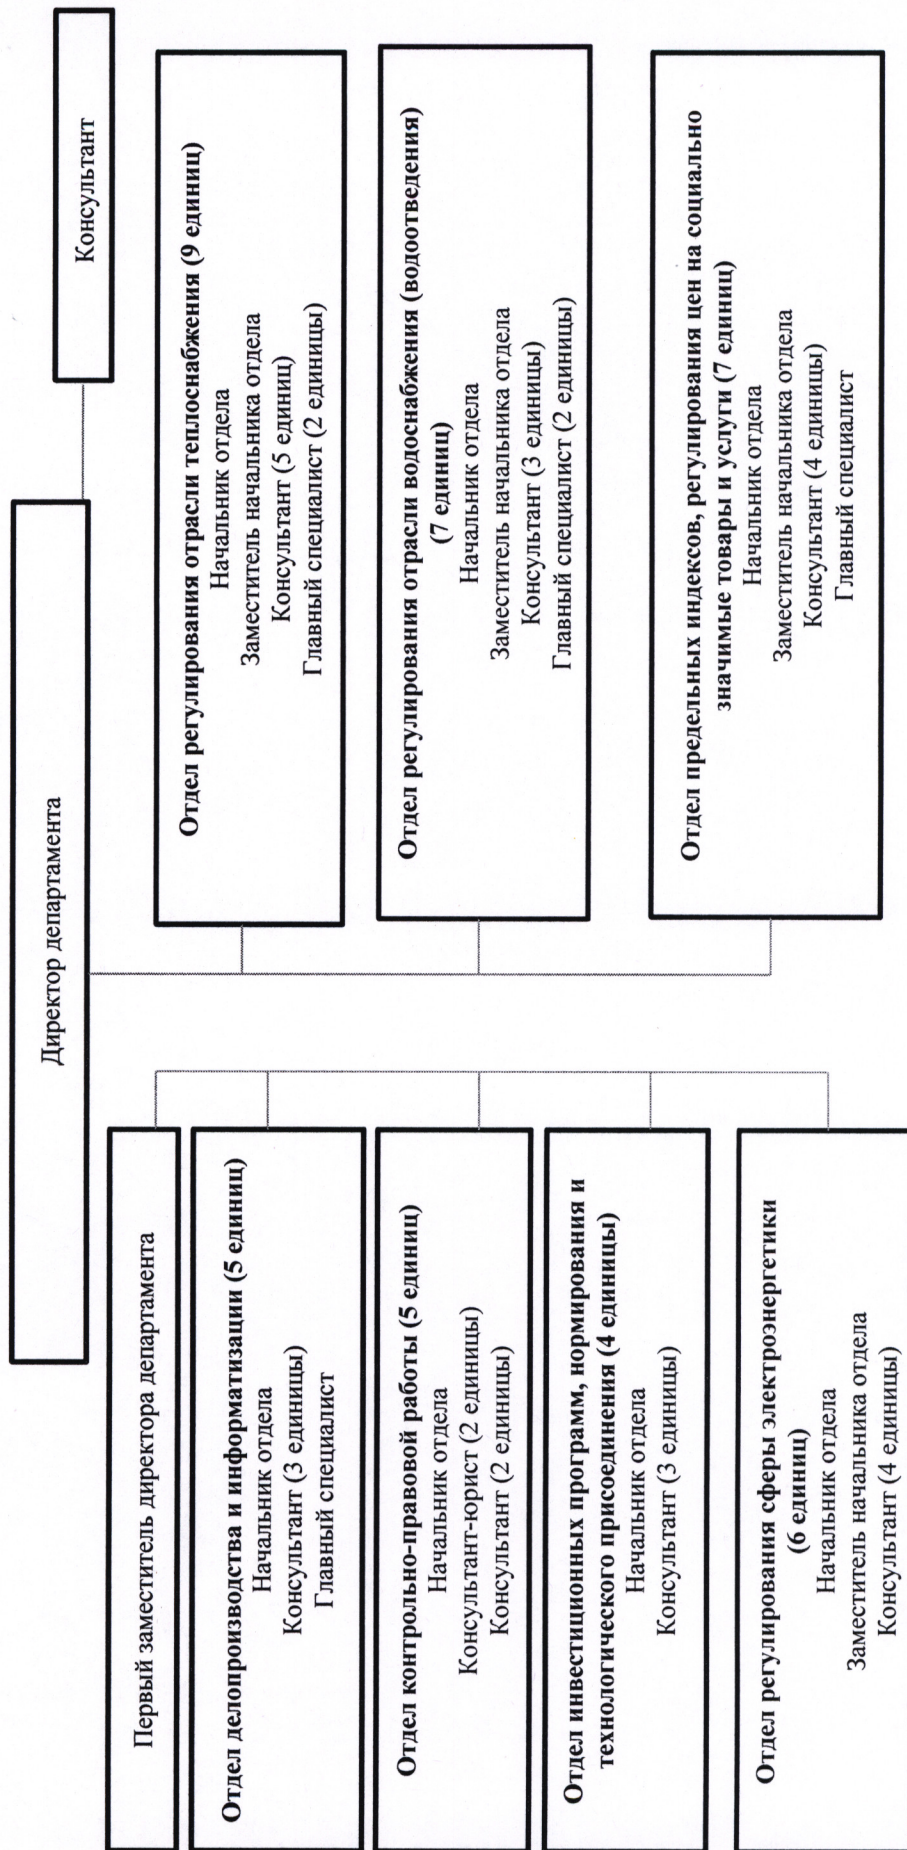 Директор департамента
Консультант
Первый заместитель директора департамента
Отдел делопроизводства и информатизации (5 единиц)
Начальник отдела
Консультант (3 единицы)
Главный специалист
Отдел контрольно-правовой работы (5 единиц)
Начальник отдела
Консультант-юрист (2 единицы)
Консультант (2 единицы)
Отдел инвестиционных программ, нормирования и
технологического присоединения (4 единицы)
Начальник отдела
Консультант (3 единицы)
Отдел регулирования сферы электроэнергетики
(6 единиц)
Начальник отдела
Заместитель начальника отдела
Консультант (4 единицы)
Отдел регулирования отрасли теплоснабжения (9 единиц)
Начальник отдела
Заместитель начальника отдела
Консультант (5 единиц)
Главный специалист (2 единицы)
Отдел регулирования отрасли водоснабжения (водоотведения)
(7 единиц)
Начальник отдела
Заместитель начальника отдела
Консультант (3 единицы)
Главный специалист (2 единицы)
Отдел предельных индексов, регулирования цен на социально
значимые товары и услуги (7 единиц)
Начальник отдела
Заместитель начальника отдела
Консультант (4 единицы)
Главный специалист